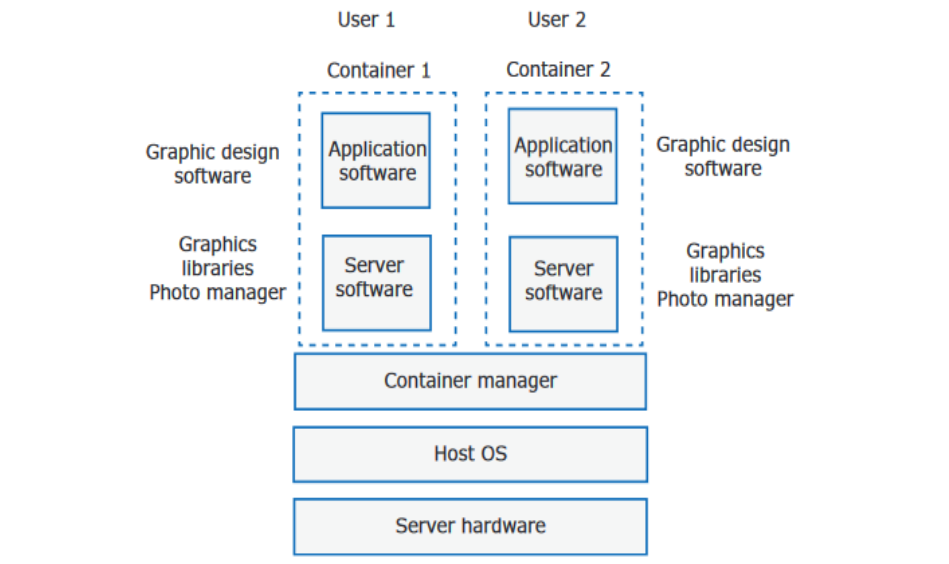 User 1
User 2
Container 1
Container 2
Graphic design
software
Application
software
Application
software
Graphic design
software
Graphics
libraries
Photo manager
Server
software
Server
software
Graphics
libraries
Photo manager
Container manager
Host OS
Server hardware